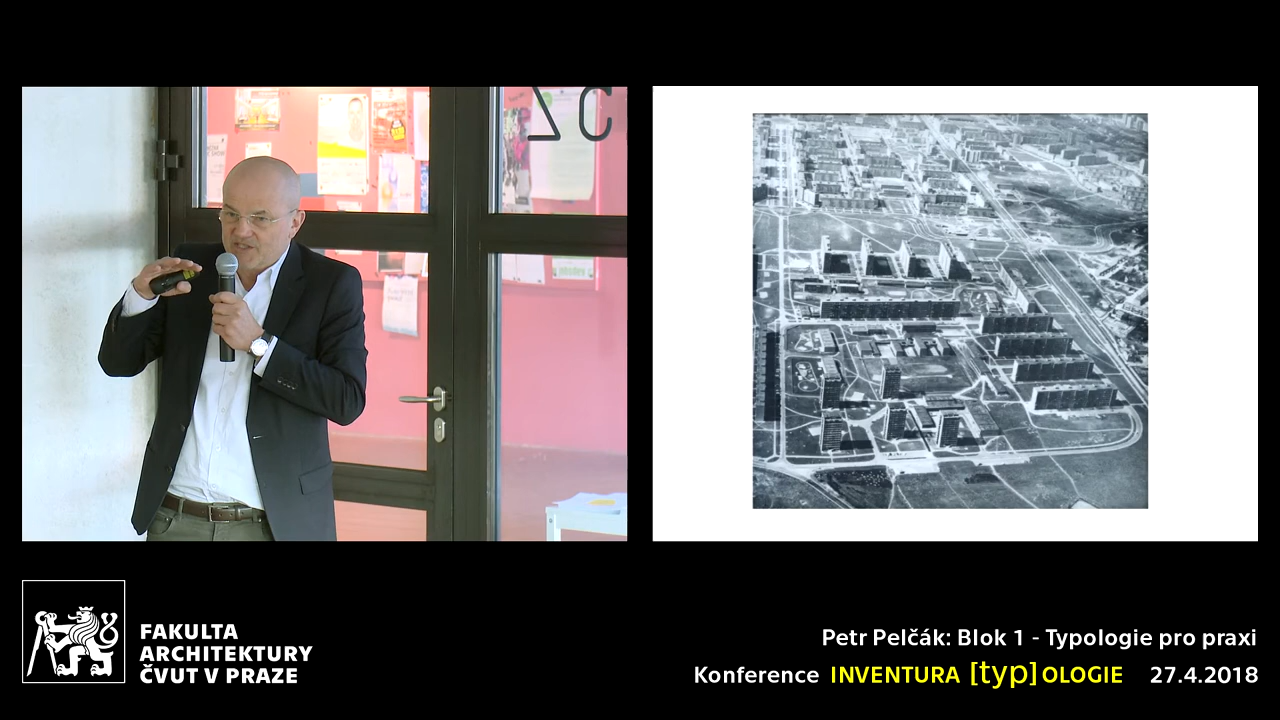 FAKULTA
ARCHITEKTURY
ČVUT V PRAZE
Petr Pelčák: Blok 1 - Typologie pro praxi
Konference INVENTURA [typ]OLOGIE 27.4.2018